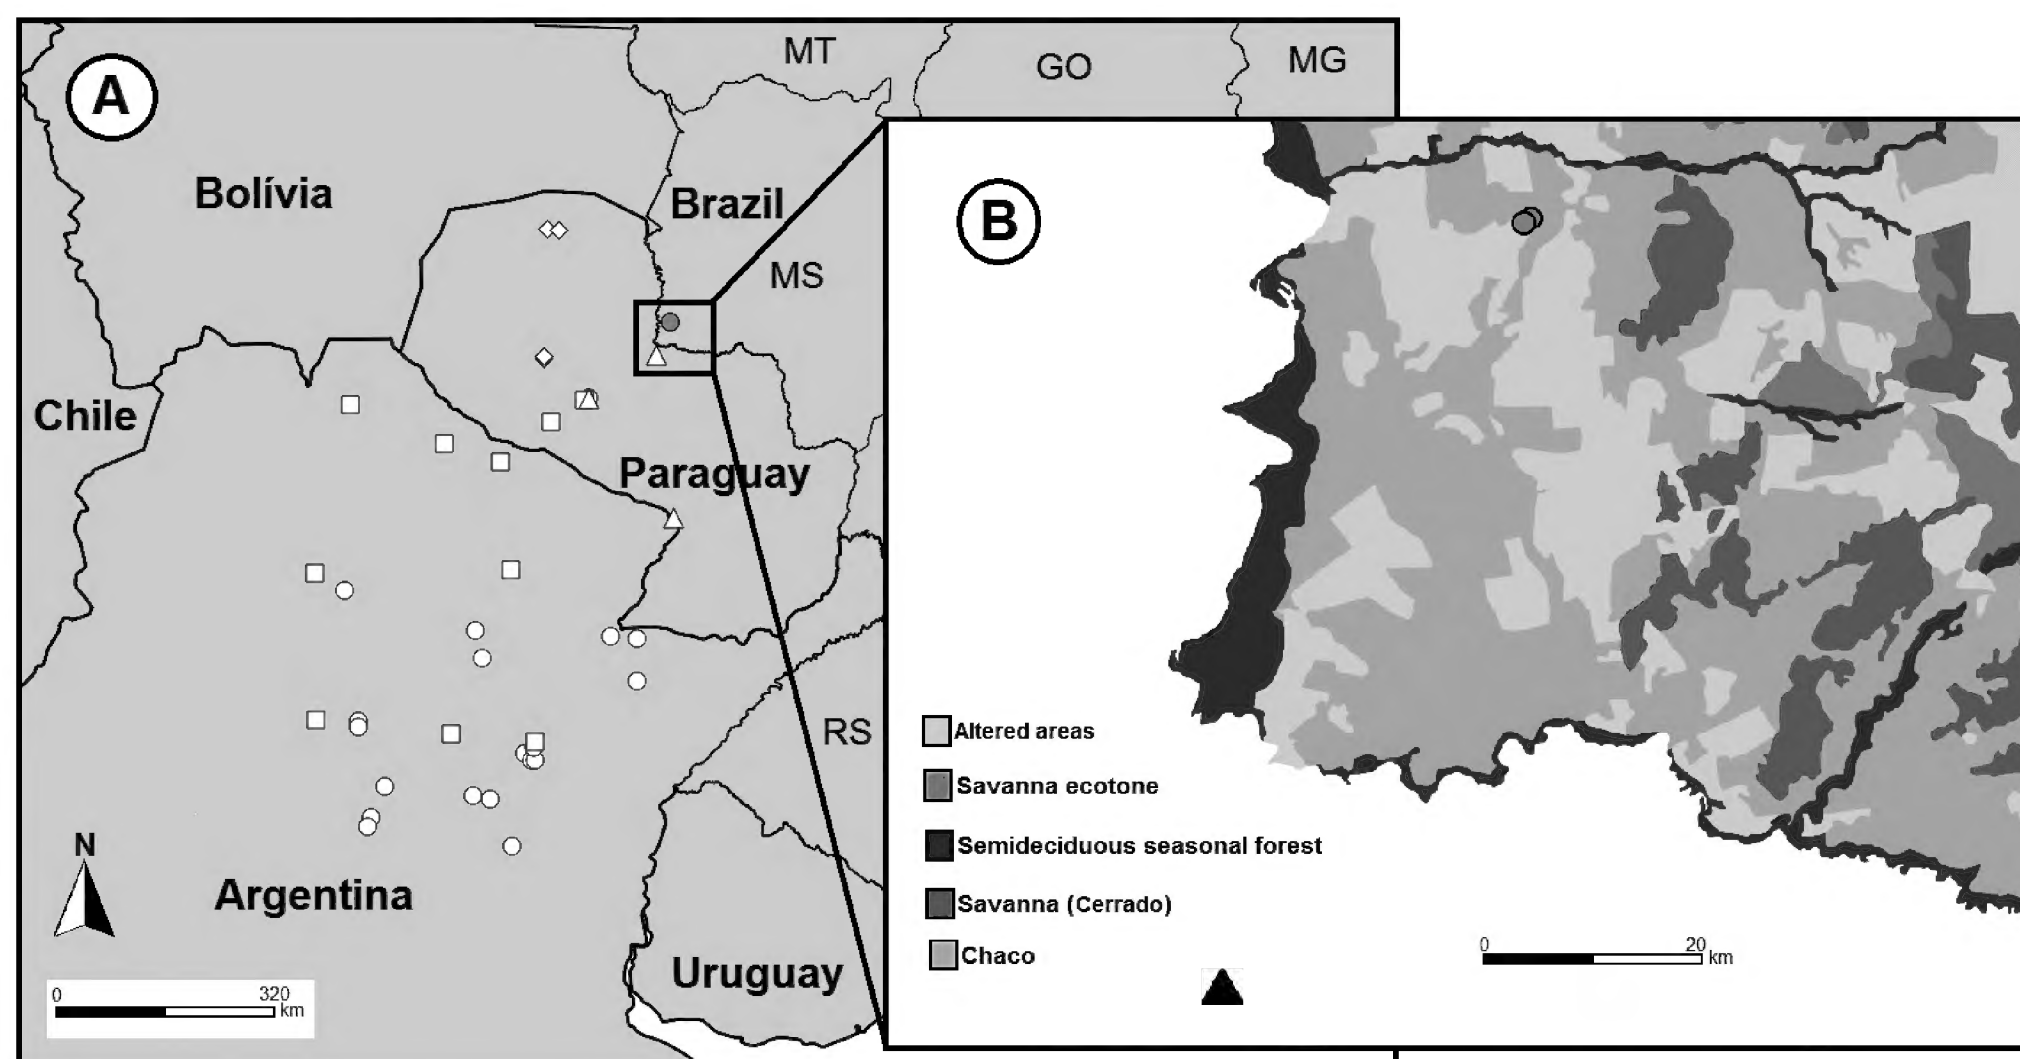 A
MT
GO
MG
Bolívia
Brazil
B
MS
Chile
Paraguay
RS
Altered areas
Savanna ecotone
N
Semideciduous seasonal forest
Argentina
Savanna (Cerrado)
Uruguay
Chaco
0 20 km
0 320 km